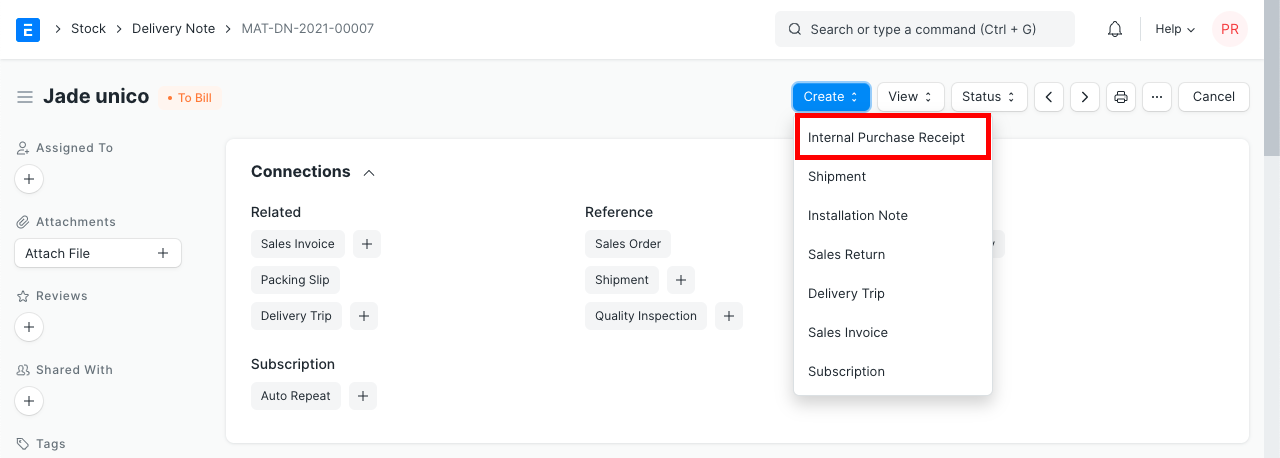 E Stock Delivery Note MAT-DN-2021-00007 Search or type a command (Ctrl + G) Help PR
Jade unico • To Bill Create View Status ... Cancel
Assigned To
+
Attachments
Attach File +
Reviews
+
Shared With
+
Tags
Connections
Related
Sales Invoice +
Packing Slip
Delivery Trip +
Reference
Sales Order
Shipment +
Quality Inspection +
Subscription
Auto Repeat +
Internal Purchase Receipt
Shipment
Installation Note
Sales Return
Delivery Trip
Sales Invoice
Subscription